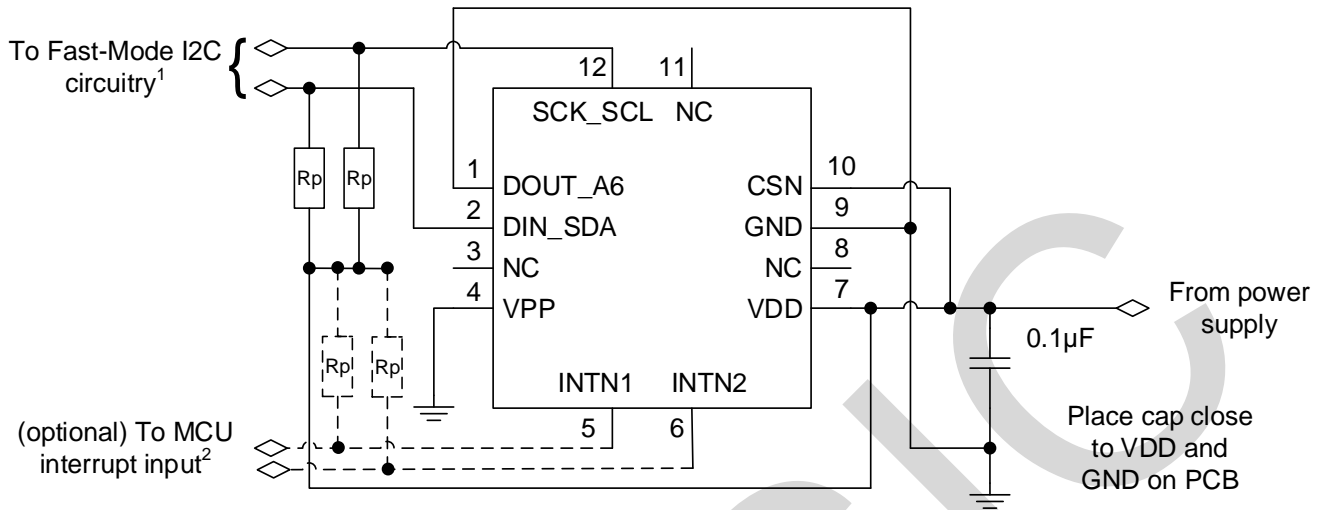 To Fast-Mode I2C
circuitry1
12
11
SCK_SCL
NC
Rp
Rp
1
DOUT_A6
CSN
10
2
DIN_SDA
GND
9
3
NC
NC
8
4
VPP
VDD
7
From power
supply
0.1µF
Rp
Rp
INTN1
INTN2
5
6
(optional) To MCU
interrupt input2
Place cap close
to VDD and
GND on PCB